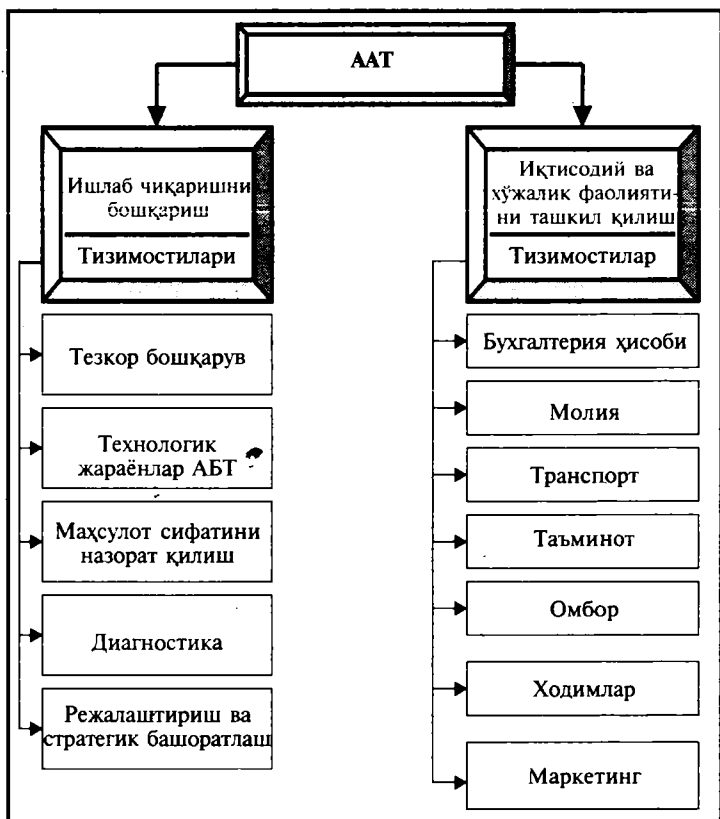 ААТ
Ишлаб чиқаришни
бошқариш
Тизимостилари
Тезкор бошқарув
Технологик
жараёнлар АБТ
Маҳсулот сифатини
назорат қилиш
Диагностика
Режалаштириш ва
стратегик башоратлаш
Иқтисодий ва
хўжалик фаолияти-
ни ташкил қилиш
Тизимостилар
Бухгалтерия ҳисоби
Молия
Транспорт
Таъминот
Омбор
Ходимлар
Маркетинг